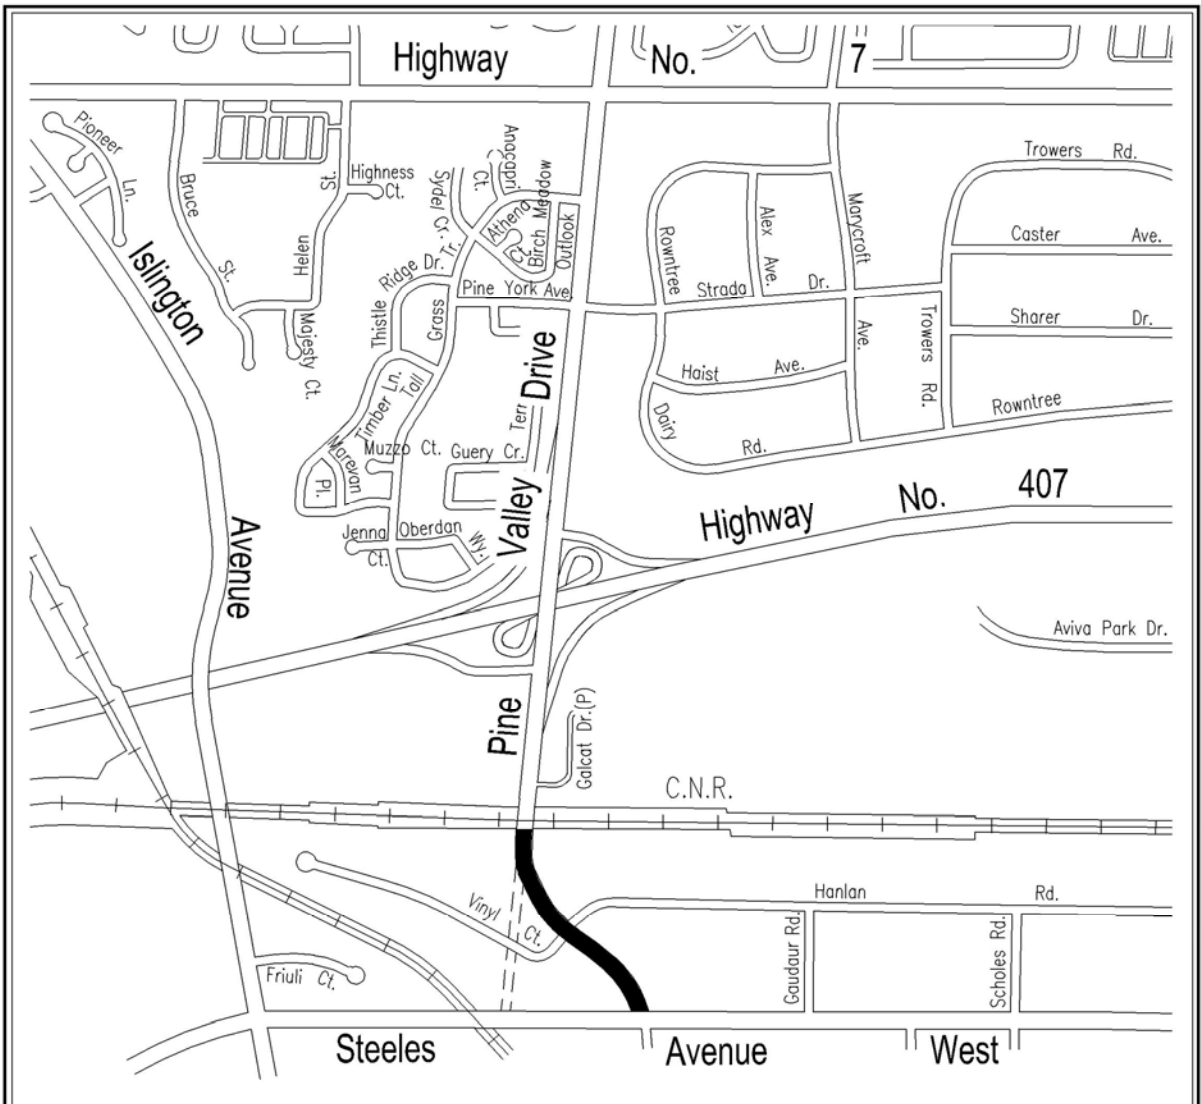 Highway No. 7
Pioneer Ln.
Bruce St.
Helen St.
Highness Ct.
Majesty Ct.
Islington Avenue
Anacapri Ct.
Sydel Cr.
Athena Ct.
Birch Meadow
Outlook
Thistle Ridge Dr.
Tall Grass Tr.
Pine York Ave.
Timber Ln.
Muzzo Ct.
Marevan Pl.
Guery Cr.
Terr
Jenna Ct.
Oberdan Wy.
Pine Valley Drive
Rowntree Dairy Rd.
Strada Dr.
Alex Ave.
Marycroft Ave.
Haist Ave.
Trowers Rd.
Caster Ave.
Sharer Dr.
Trowers Rd.
Rowntree
Highway No. 407
Aviva Park Dr.
Galcat Dr.(P)
C.N.R.
Vinyl Ct.
Hanlan Rd.
Gaudaur Rd.
Scholes Rd.
Friuli Ct.
Steeles Avenue West